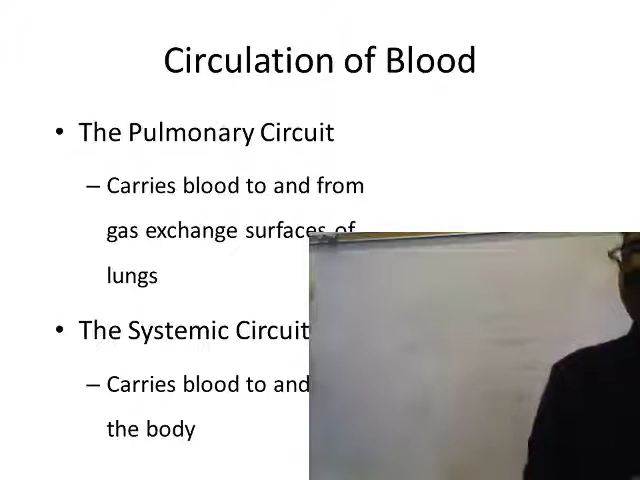 Circulation of Blood
• The Pulmonary Circuit
– Carries blood to and from
gas exchange surfaces of
lungs
• The Systemic Circuit
– Carries blood to and
the body